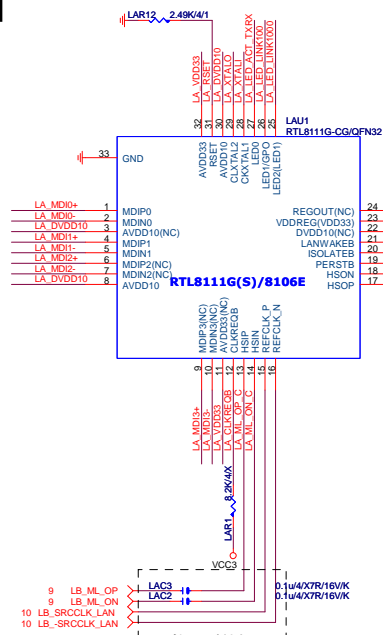 LAR12 2.49K/4/1
LA_VDD33
LA_RSET
LA_DVDD10
LA_XTALO
LA_XTALI
LA_LED_ACT_TXRX
LA_LED_LINK100
LA_LED_LINK1000
32 31 30 29 28 27 26 25
LAU1
RTL8111G-CG/QFN32
AVDD33
RSET
AVDD10
CLXTAL2
CKXTAL1
LED0
LED1/GPO
LED2(LED1)
33 GND
LA_MDI0+ 1 MDIP0
LA_MDI0- 2 MDIN0
LA_DVDD10 3 AVDD10(NC)
LA_MDI1+ 4 MDIP1
LA_MDI1- 5 MDIN1
LA_MDI2+ 6 MDIP2(NC)
LA_MDI2- 7 MDIN2(NC)
LA_DVDD10 8 AVDD10
RTL8111G(S)/8106E
REGOUT(NC) 24
VDDREG(VDD33) 23
DVDD10(NC) 22
LANWAKEB 21
ISOLATEB 20
PERSTB 19
HSON 18
HSOP 17
MDIP3(NC)
MDIN3(NC)
AVDD33(NC)
CLKREQB
HSIP
HSIN
REFCLK_P
REFCLK_N
9 10 11 12 13 14 15 16
LA_MDI3+
LA_MDI3-
LA_VDD33
LA_CLKREQB
LA_ML_OP_C
LA_ML_ON_C
LAR1 8.2K/4/X
VCC3
9 LB_ML_OP LAC3 0.1u/4/X7R/16V/K
9 LB_ML_ON LAC2 0.1u/4/X7R/16V/K
10 LB_SRCCLK_LAN
10 LB_-SRCCLK_LAN